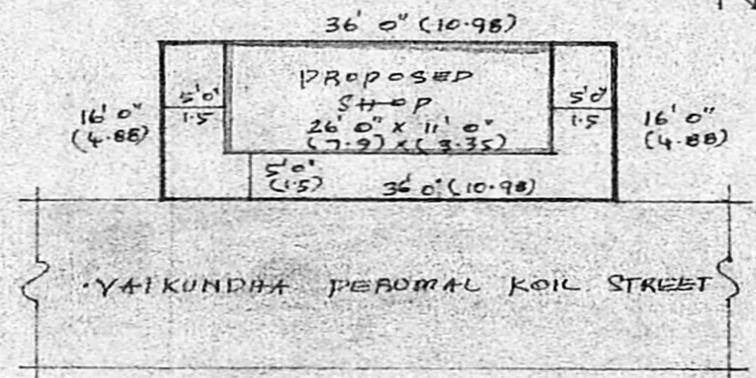 36' 0" (10.98)
PROPOSED
SHOP
26' 0" x 11' 0"
(7.9) x (3.35)
5' 0"
1.5
5' 0"
1.5
16' 0"
(4.88)
16' 0"
(4.88)
5' 0"
(1.5)
36' 0" (10.98)
VAIKUNDHA PERUMAL KOIL STREET